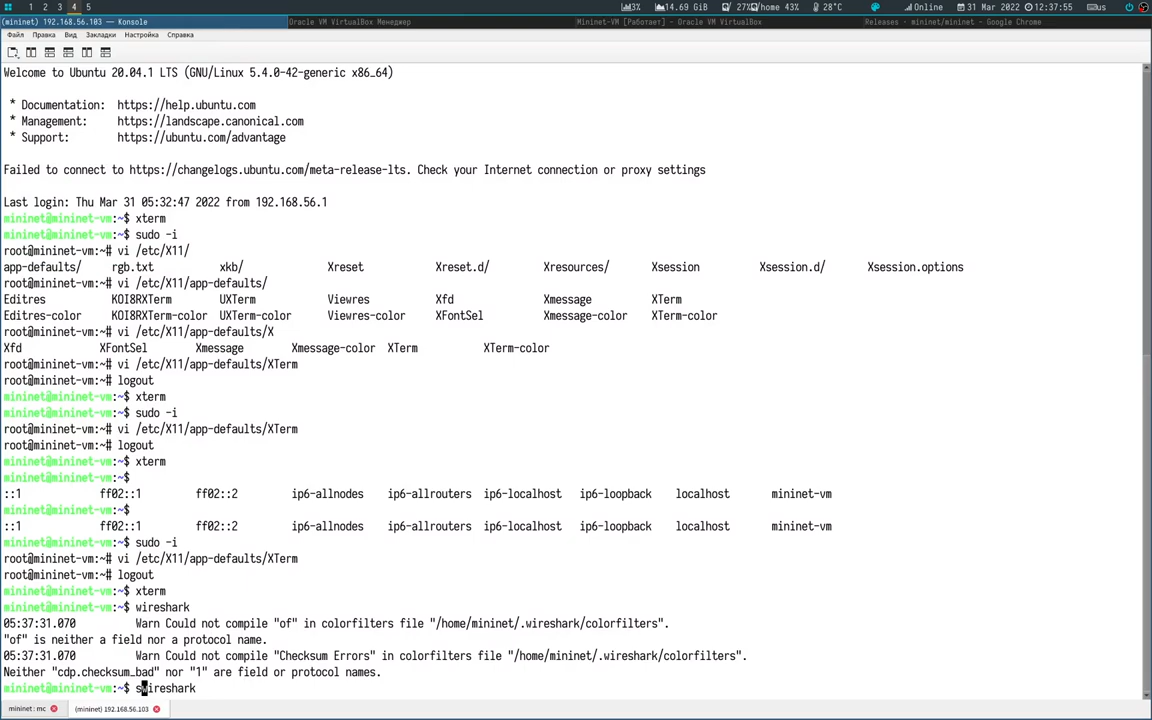 1 2 3 4 5 3% 14.69 GB / 27% /home 43% 28°C Online 31 Mar 2022 12:37:55 us
(mininet) 192.168.56.103 — Konsole Oracle VM VirtualBox Менеджер Mininet-VM [Работает] - Oracle VM VirtualBox Releases · mininet/mininet - Google Chrome
Файл Правка Вид Закладки Настройка Справка
Welcome to Ubuntu 20.04.1 LTS (GNU/Linux 5.4.0-42-generic x86_64)
* Documentation: https://help.ubuntu.com
* Management: https://landscape.canonical.com
* Support: https://ubuntu.com/advantage
Failed to connect to https://changelogs.ubuntu.com/meta-release-lts. Check your Internet connection or proxy settings
Last login: Thu Mar 31 05:32:47 2022 from 192.168.56.1
mininet@mininet-vm:~$ xterm
mininet@mininet-vm:~$ sudo -i
root@mininet-vm:~# vi /etc/X11/
app-defaults/ rgb.txt xkb/ Xreset Xreset.d/ Xresources/ Xsession Xsession.d/ Xsession.options
root@mininet-vm:~# vi /etc/X11/app-defaults/
Editres KOI8RXTerm UXTerm Viewres Xfd Xmessage XTerm
Editres-color KOI8RXTerm-color UXTerm-color Viewres-color XFontSel Xmessage-color XTerm-color
root@mininet-vm:~# vi /etc/X11/app-defaults/X
Xfd XFontSel Xmessage Xmessage-color XTerm XTerm-color
root@mininet-vm:~# vi /etc/X11/app-defaults/XTerm
root@mininet-vm:~# logout
mininet@mininet-vm:~$ xterm
mininet@mininet-vm:~$ sudo -i
root@mininet-vm:~# vi /etc/X11/app-defaults/XTerm
root@mininet-vm:~# logout
mininet@mininet-vm:~$ xterm
mininet@mininet-vm:~$
::1 ff02::1 ff02::2 ip6-allnodes ip6-allrouters ip6-localhost ip6-loopback localhost mininet-vm
mininet@mininet-vm:~$
::1 ff02::1 ff02::2 ip6-allnodes ip6-allrouters ip6-localhost ip6-loopback localhost mininet-vm
mininet@mininet-vm:~$ sudo -i
root@mininet-vm:~# vi /etc/X11/app-defaults/XTerm
root@mininet-vm:~# logout
mininet@mininet-vm:~$ xterm
mininet@mininet-vm:~$ wireshark
05:37:31.070 Warn Could not compile "of" in colorfilters file "/home/mininet/.wireshark/colorfilters".
"of" is neither a field nor a protocol name.
05:37:31.070 Warn Could not compile "Checksum Errors" in colorfilters file "/home/mininet/.wireshark/colorfilters".
Neither "cdp.checksum_bad" nor "1" are field or protocol names.
mininet@mininet-vm:~$ swireshark
mininet : mc (mininet) 192.168.56.103